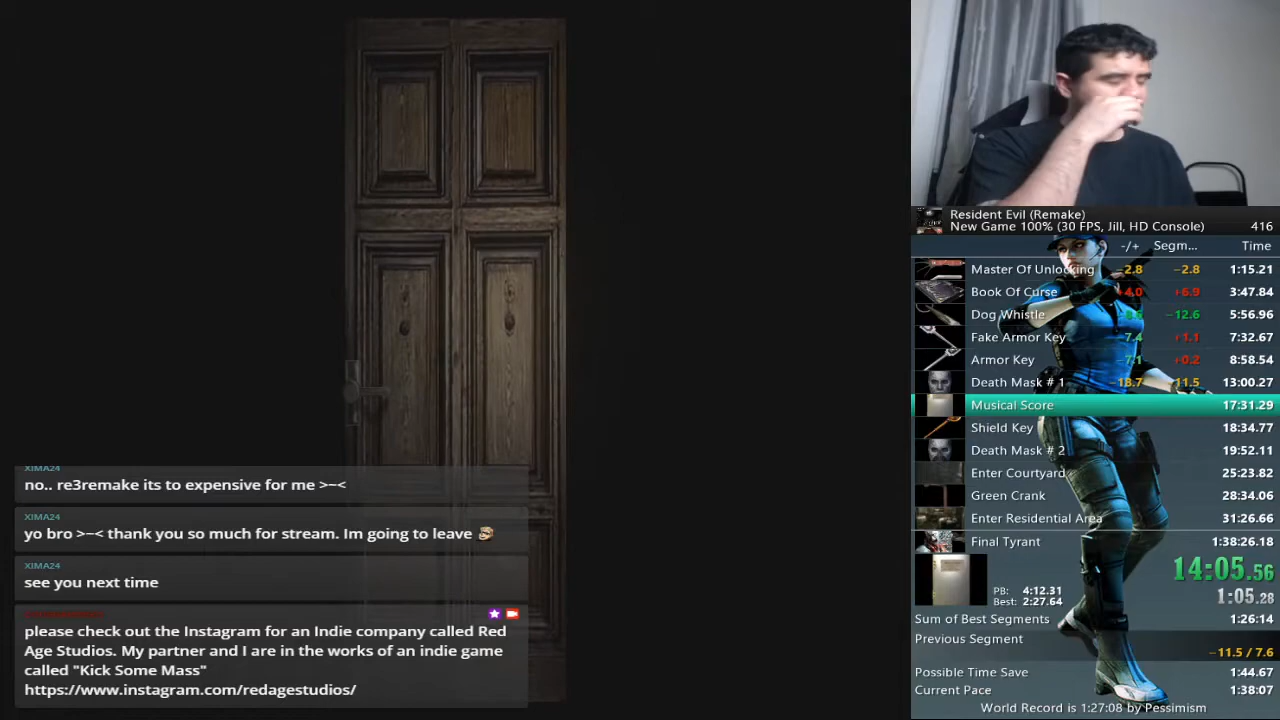 XIMA24
no.. re3remake its to expensive for me >~<
XIMA24
yo bro >~< thank you so much for stream. Im going to leave
XIMA24
see you next time
please check out the Instagram for an Indie company called Red
Age Studios. My partner and I are in the works of an indie game
called "Kick Some Mass"
https://www.instagram.com/redagestudios/
Resident Evil (Remake)
New Game 100% (30 FPS, Jill, HD Console) 416
-/+ Segm... Time
Master Of Unlocking −2.8 −2.8 1:15.21
Book Of Curse +4.0 +6.9 3:47.84
Dog Whistle −12.6 5:56.96
Fake Armor Key −7.4 +1.1 7:32.67
Armor Key −7.1 +0.2 8:58.54
Death Mask # 1 −18.7 −11.5 13:00.27
Musical Score 17:31.29
Shield Key 18:34.77
Death Mask # 2 19:52.11
Enter Courtyard 25:23.82
Green Crank 28:34.06
Enter Residential Area 31:26.66
Final Tyrant 1:38:26.18
14:05.56
PB: 4:12.31
Best: 2:27.64
1:05.28
Sum of Best Segments 1:26:14
Previous Segment
−11.5 / 7.6
Possible Time Save 1:44.67
Current Pace 1:38:07
World Record is 1:27:08 by Pessimism